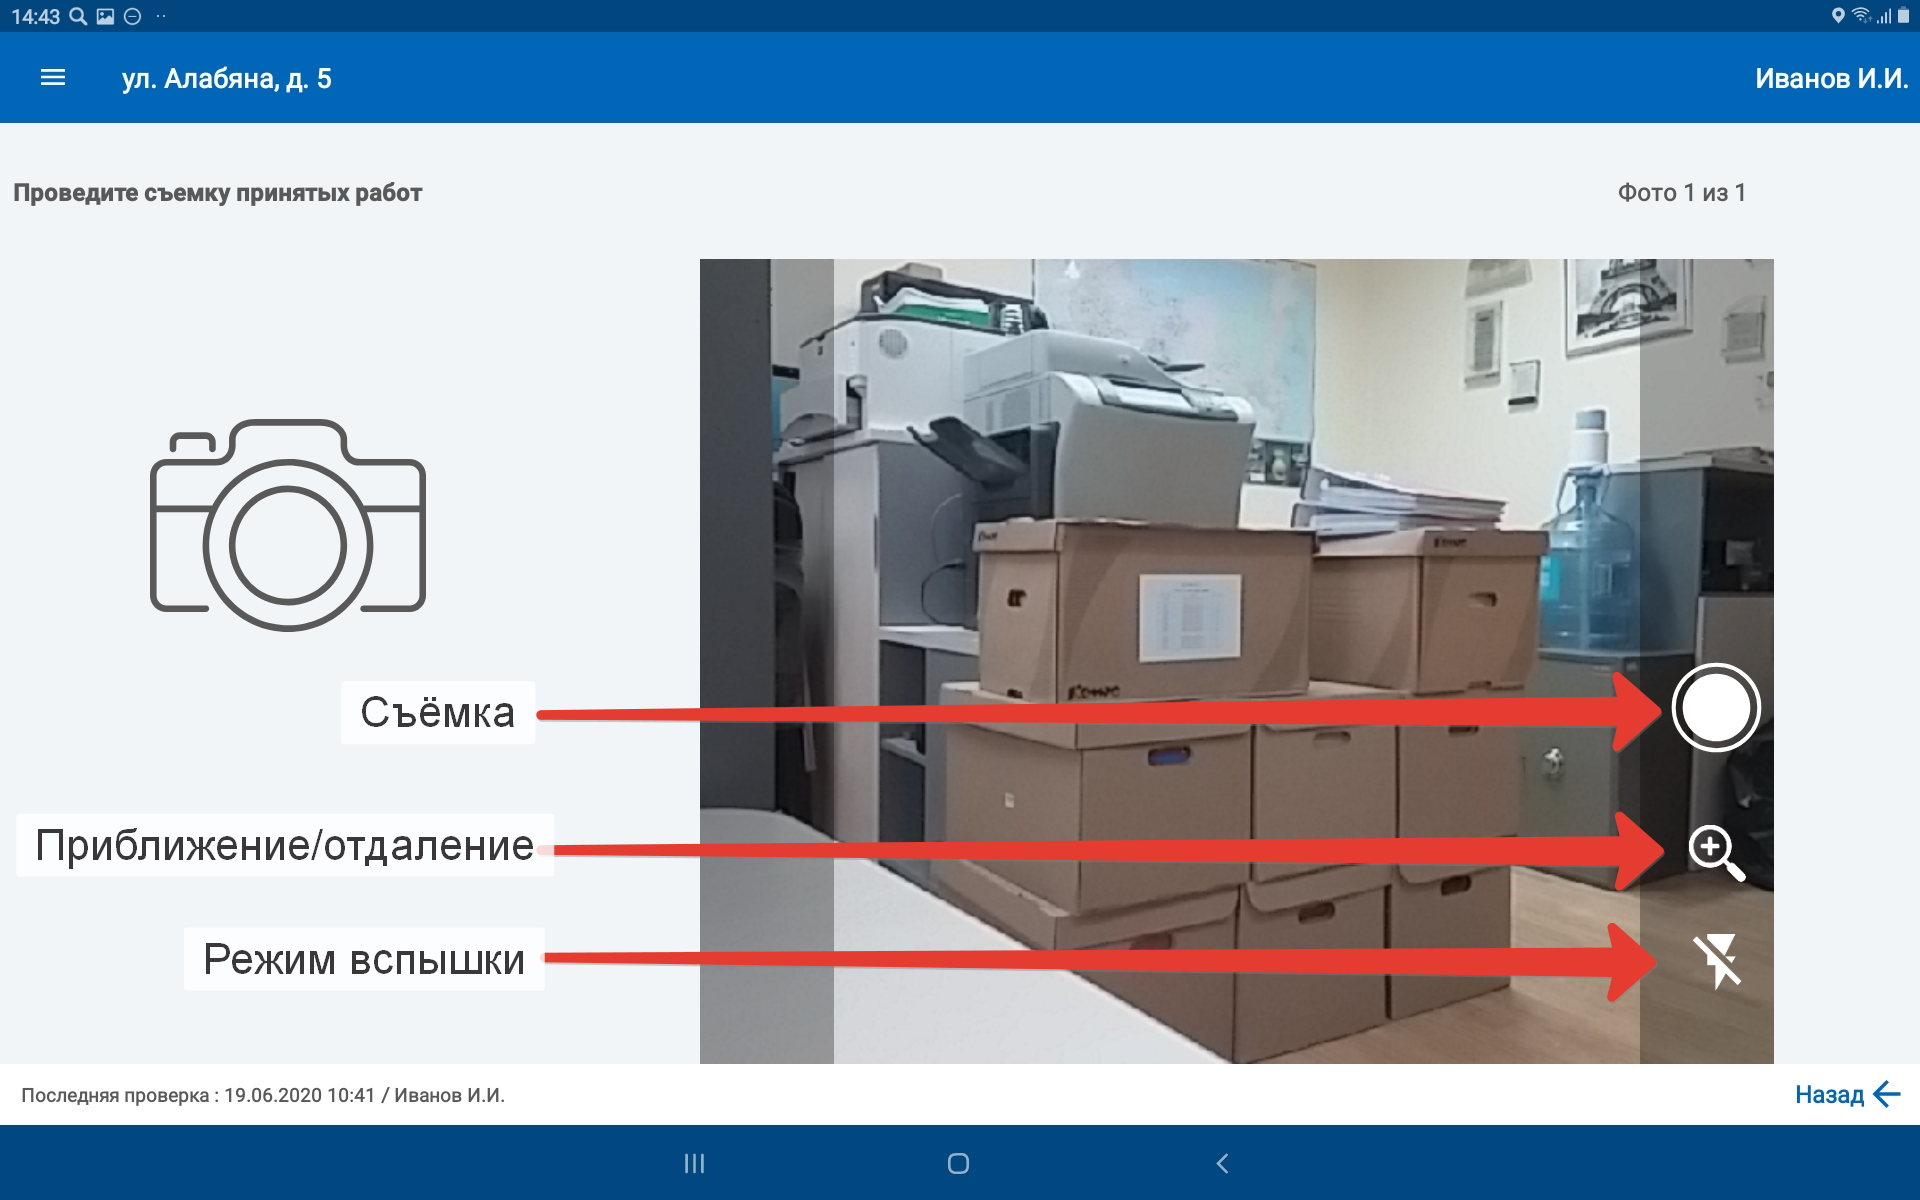 14:43
ул. Алабяна, д. 5
Иванов И.И.
Проведите съемку принятых работ
Фото 1 из 1
Съёмка
Приближение/отдаление
Режим вспышки
Последняя проверка : 19.06.2020 10:41 / Иванов И.И.
Назад